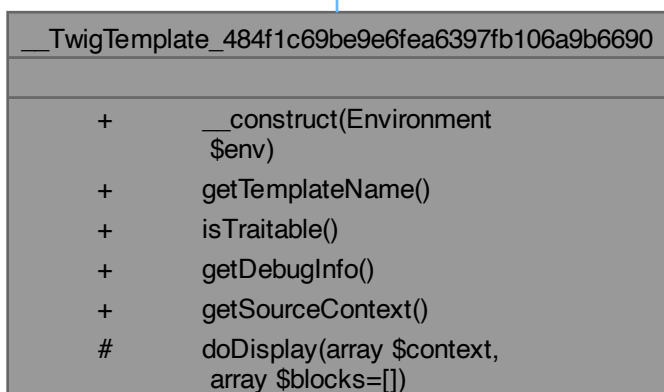 __TwigTemplate_484f1c69be9e6fea6397fb106a9b6690
+ __construct(Environment
$env)
+ getTemplateName()
+ isTraitable()
+ getDebugInfo()
+ getSourceContext()
# doDisplay(array $context,
array $blocks=[])